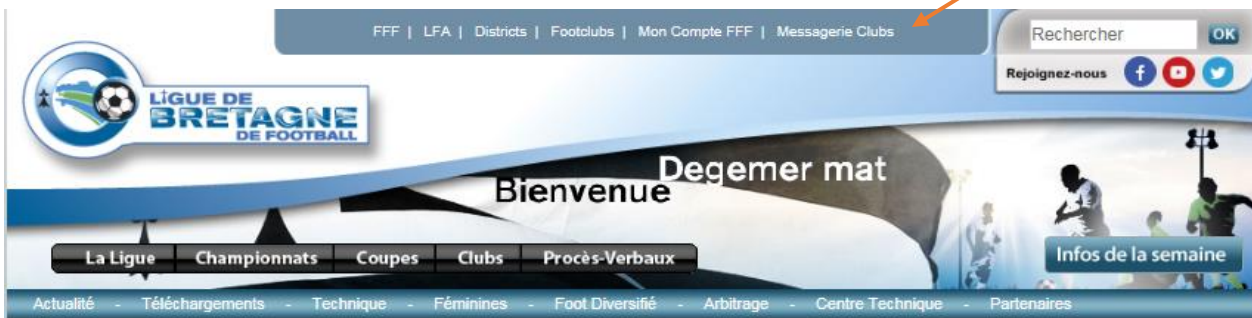 FFF | LFA | Districts | Footclubs | Mon Compte FFF | Messagerie Clubs
Rechercher OK
Rejoignez-nous
LIGUE DE
BRETAGNE
DE FOOTBALL
Degemer mat
Bienvenue
La Ligue Championnats Coupes Clubs Procès-Verbaux
Infos de la semaine
Actualité - Téléchargements - Technique - Féminines - Foot Diversifié - Arbitrage - Centre Technique - Partenaires